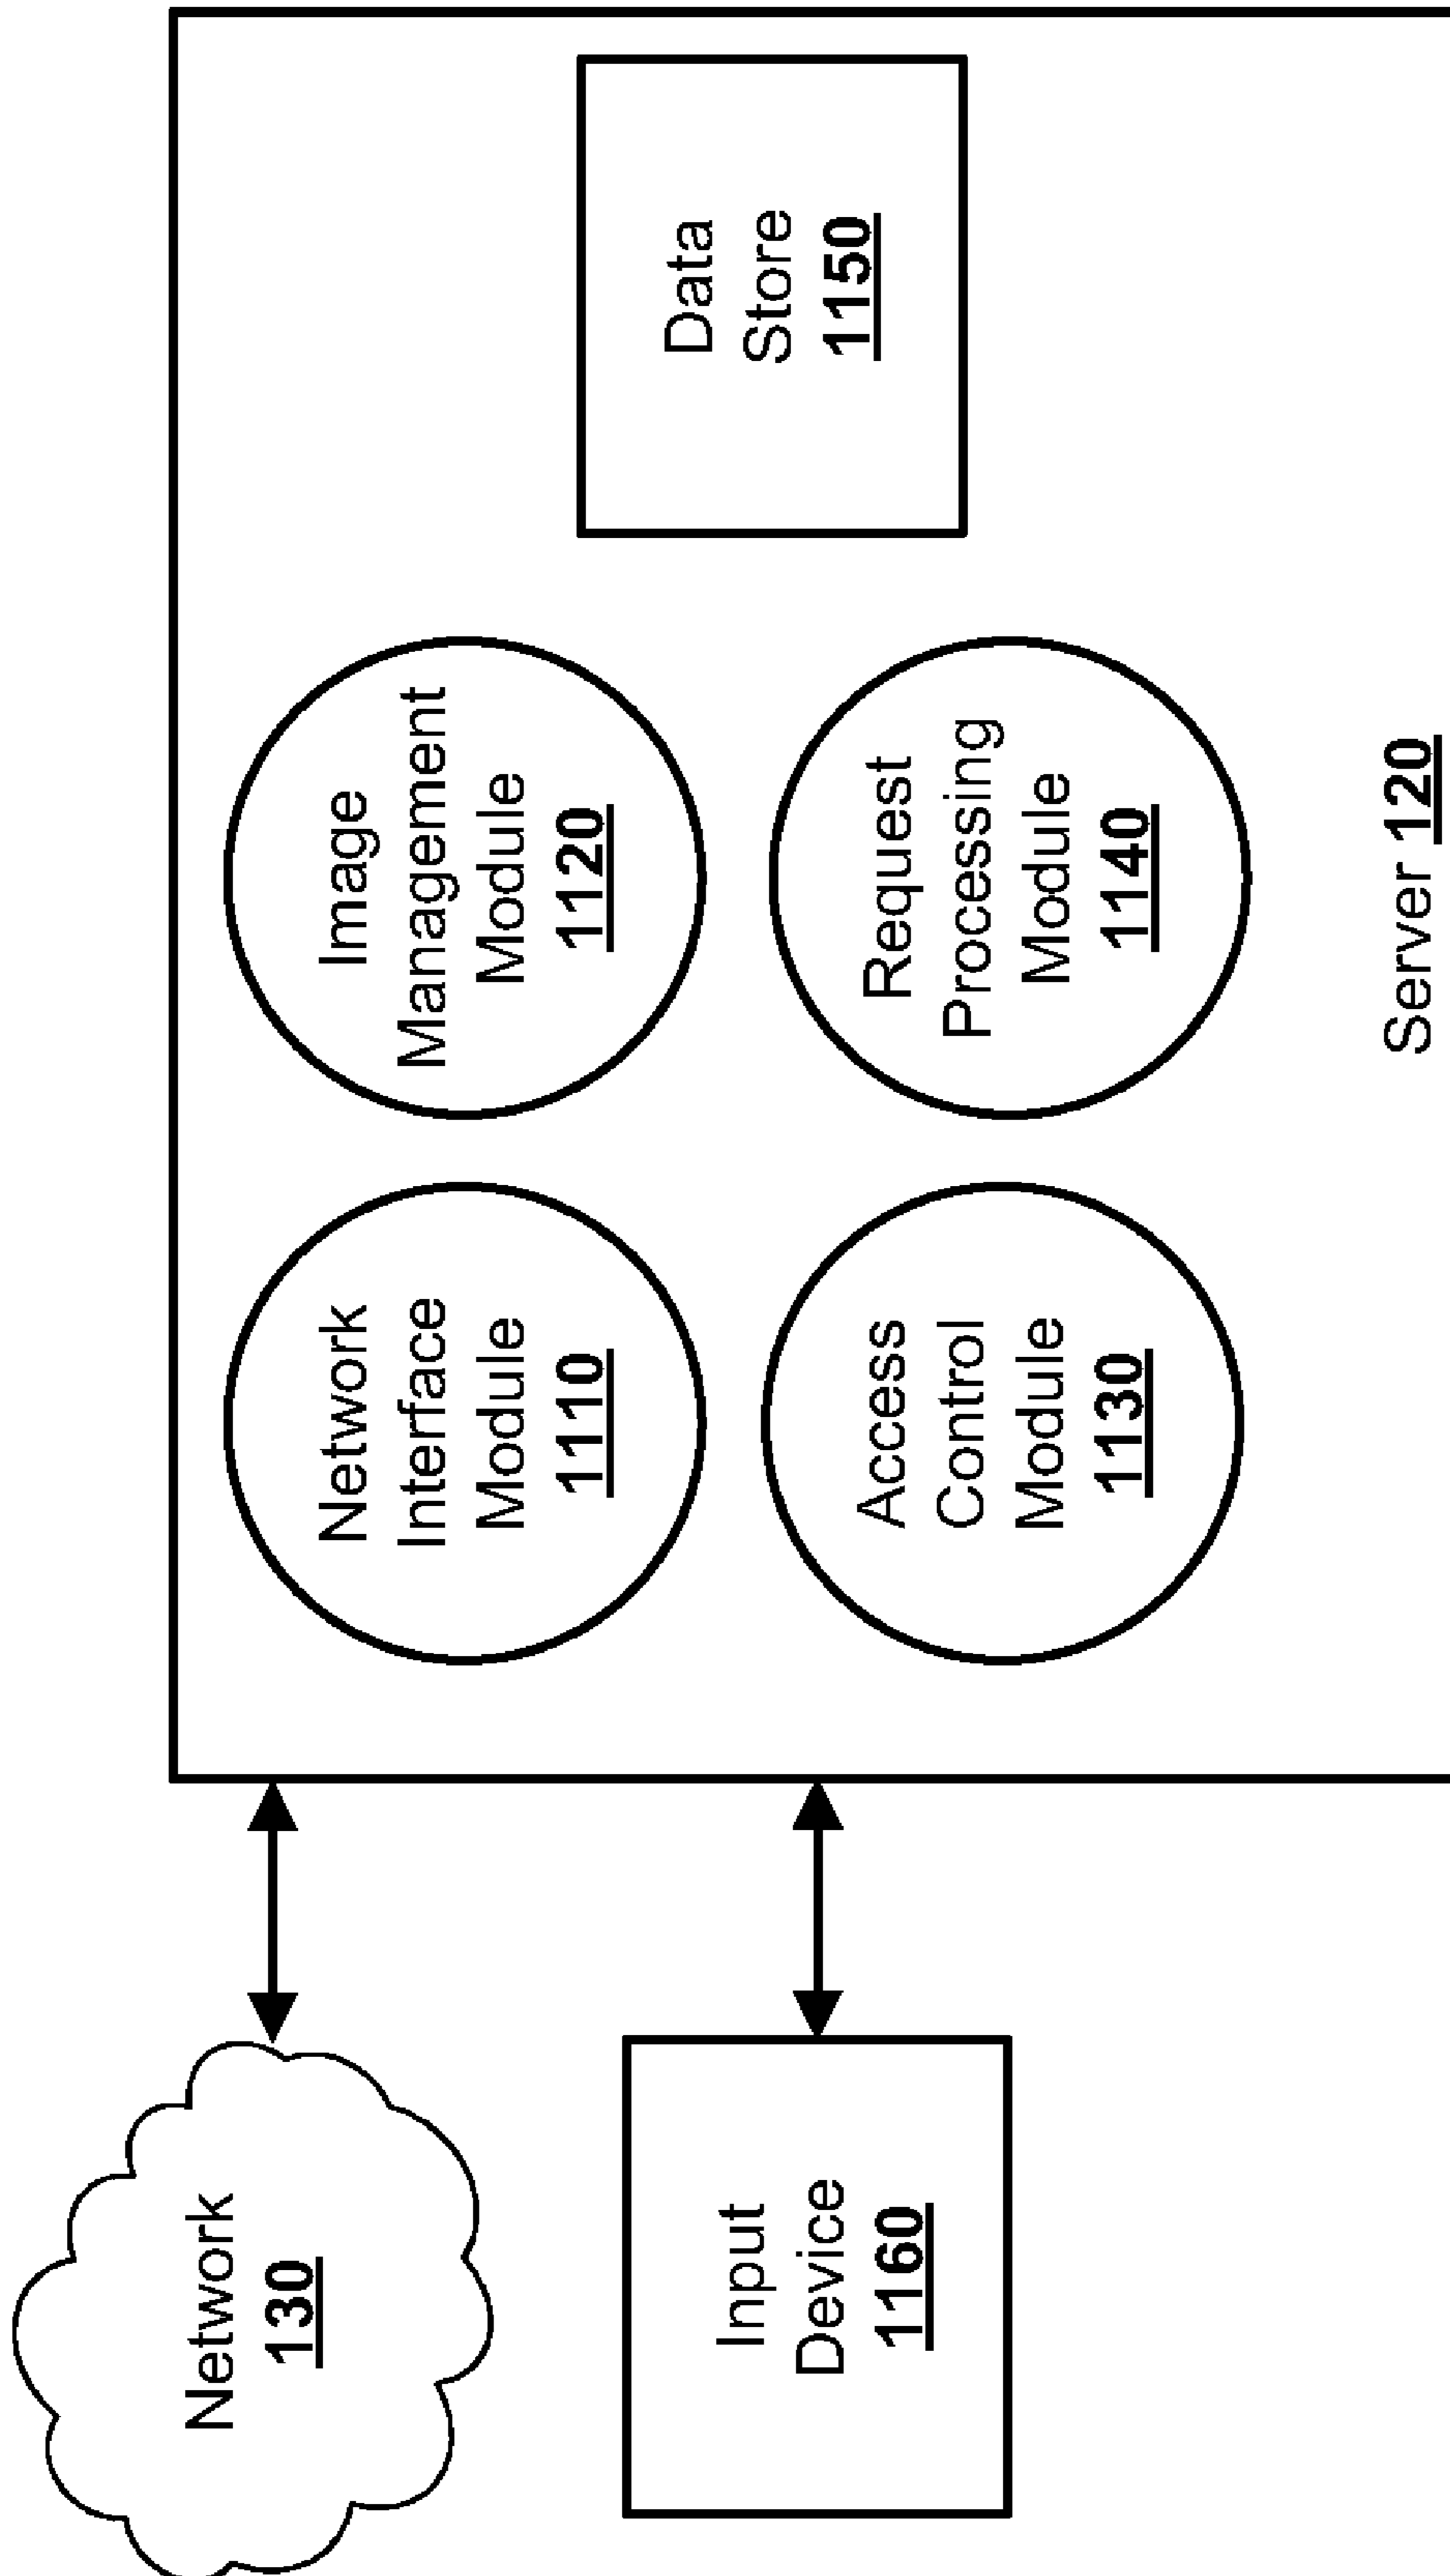 Network
130
Input
Device
1160
Network
Interface
Module
1110
Image
Management
Module
1120
Access
Control
Module
1130
Request
Processing
Module
1140
Data
Store
1150
Server 120